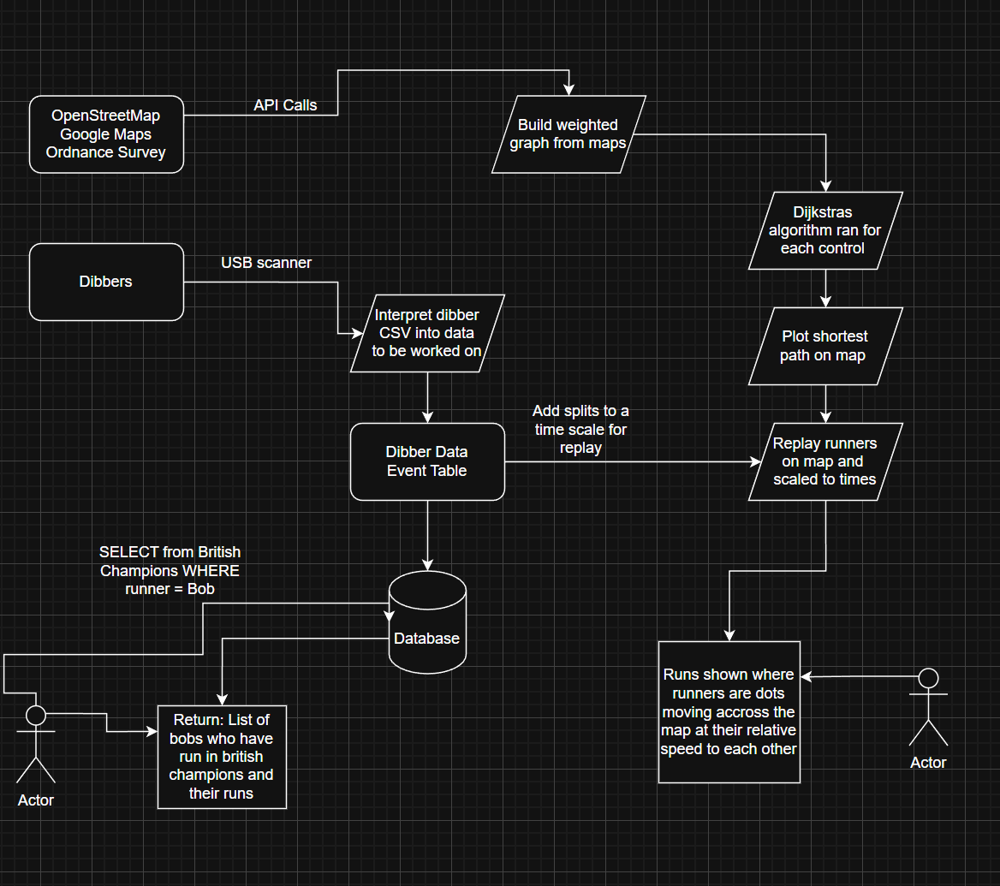 API Calls
OpenStreetMap
Google Maps
Ordnance Survey
Build weighted
graph from maps
Dijkstras
algorithm ran for
each control
USB scanner
Dibbers
Interpret dibber
CSV into data
to be worked on
Plot shortest
path on map
Add splits to a
time scale for
replay
Dibber Data
Event Table
Replay runners
on map and
scaled to times
SELECT from British
Champions WHERE
runner = Bob
Database
Return: List of
bobs who have
run in british
champions and
their runs
Actor
Runs shown where
runners are dots
moving accross the
map at their relative
speed to each other
Actor